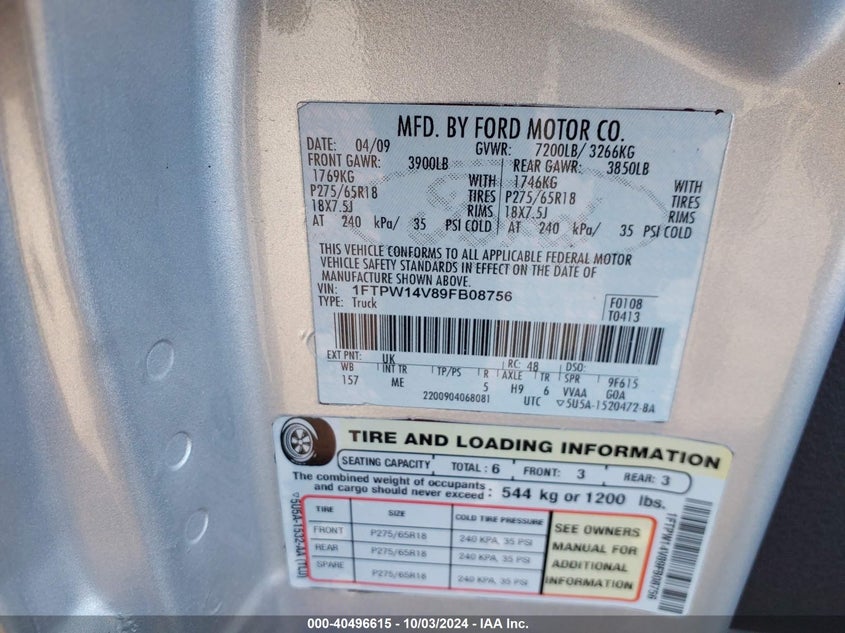 MFD. BY FORD MOTOR CO.
DATE: 04/09 GVWR: 7200LB/ 3266KG
FRONT GAWR: 3900LB REAR GAWR: 3850LB
1769KG WITH 1746KG WITH
P275/65R18 TIRES P275/65R18 TIRES
18X7.5J RIMS 18X7.5J RIMS
AT 240 kPa/ 35 PSI COLD AT 240 kPa/ 35 PSI COLD
THIS VEHICLE CONFORMS TO ALL APPLICABLE FEDERAL MOTOR
VEHICLE SAFETY STANDARDS IN EFFECT ON THE DATE OF
MANUFACTURE SHOWN ABOVE.
VIN: 1FTPW14V89FB08756 F0108
TYPE: Truck T0413
EXT PNT: UK RC: 48 DSO:
WB INT TR TP/PS R AXLE TR SPR 9F615
157 ME 5 H9 6 VVAA GOA
2200904068081 UTC ▽5U5A-1520472-BA
TIRE AND LOADING INFORMATION
SEATING CAPACITY TOTAL: 6 FRONT: 3 REAR: 3
The combined weight of occupants
and cargo should never exceed: 544 kg or 1200 lbs.
TIRE SIZE COLD TIRE PRESSURE
FRONT P275/65R18 240 KPA, 35 PSI
REAR P275/65R18 240 KPA, 35 PSI
SPARE P275/65R18 240 KPA, 35 PSI
SEE OWNERS
MANUAL FOR
ADDITIONAL
INFORMATION
▽5U5A-1532-AA (TLU)
1FTPW14V89FB08756
000-40496615 - 10/03/2024 - IAA Inc.